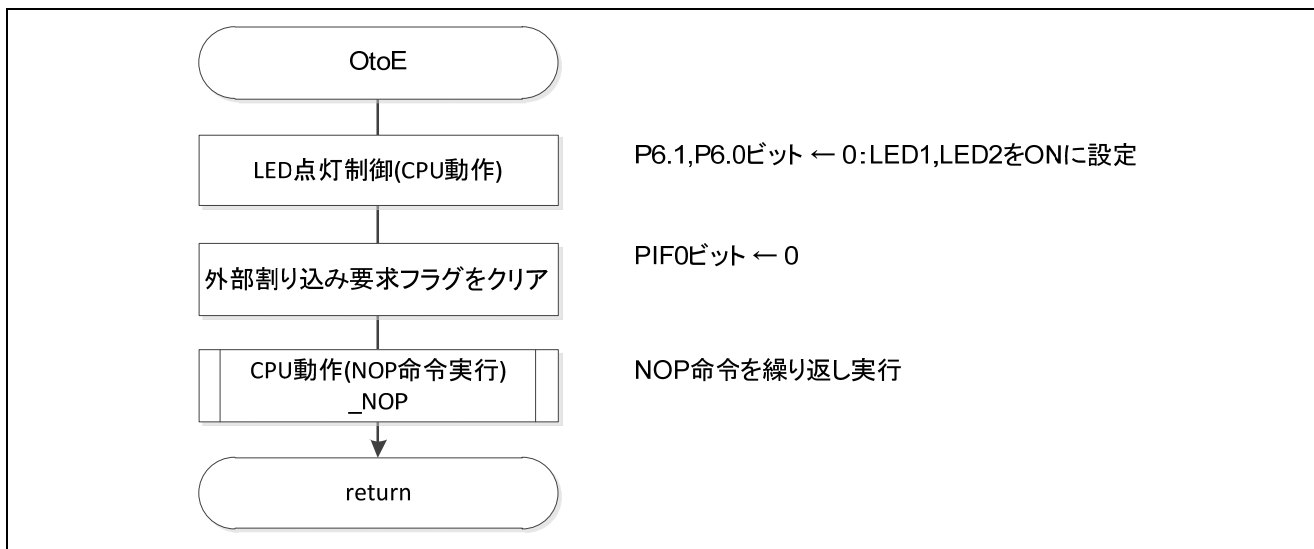 OtoE
LED点灯制御(CPU動作)
P6.1,P6.0ビット ← 0:LED1,LED2をONに設定
外部割り込み要求フラグをクリア
PIF0ビット ← 0
CPU動作(NOP命令実行)
_NOP
NOP命令を繰り返し実行
return